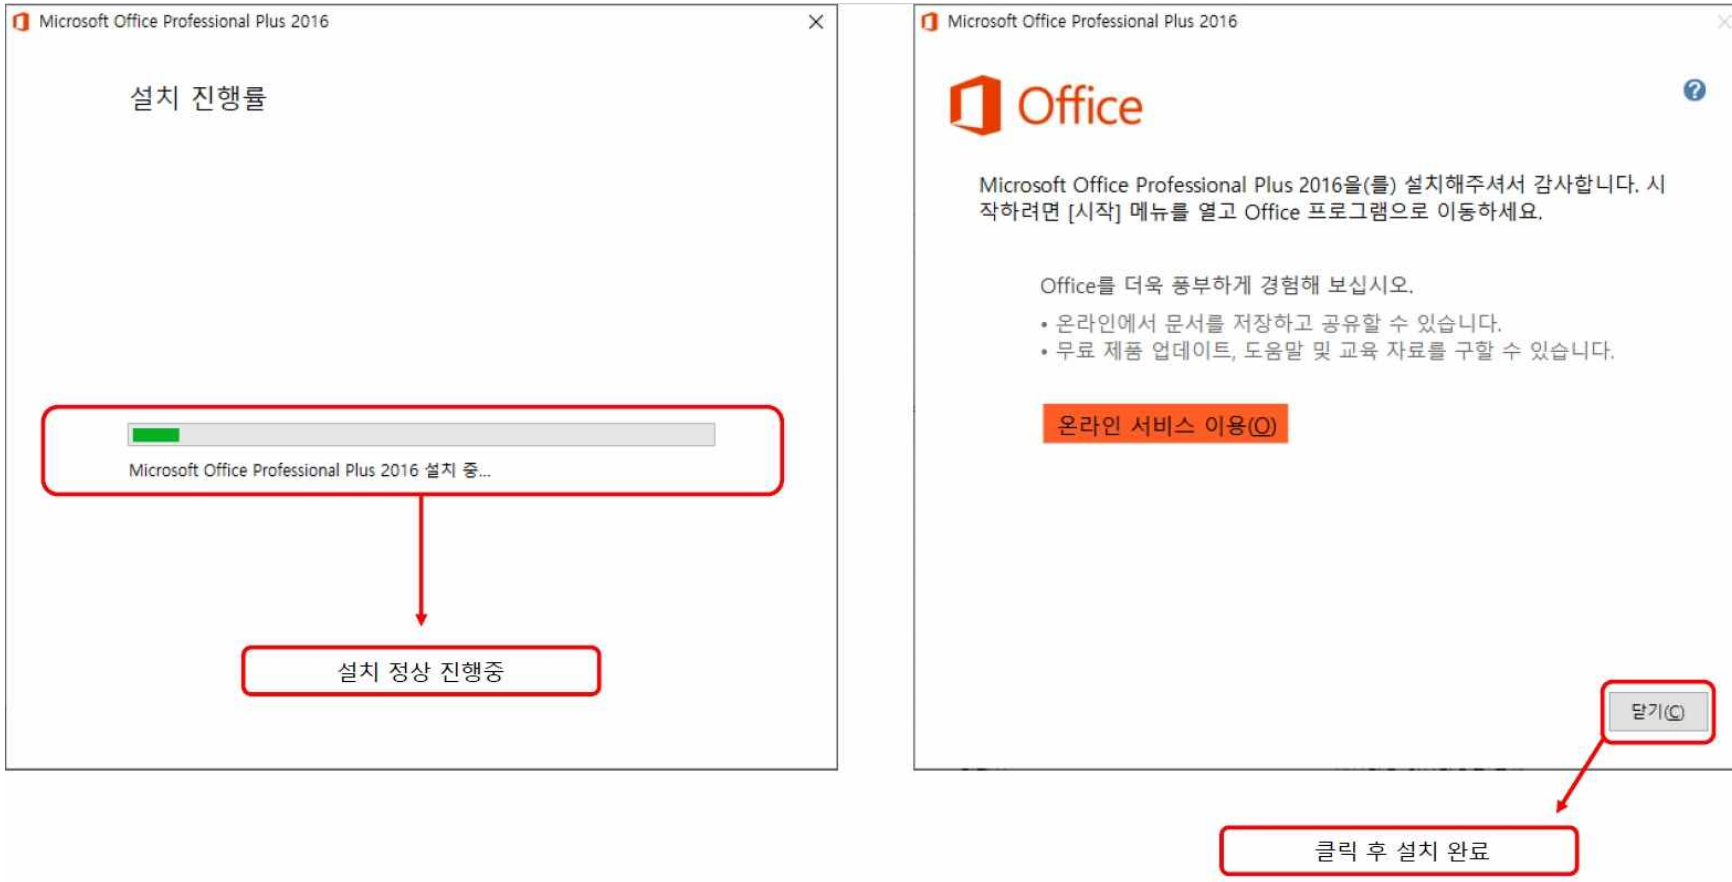 Microsoft Office Professional Plus 2016
설치 진행률
Microsoft Office Professional Plus 2016 설치 중...
설치 정상 진행중
Microsoft Office Professional Plus 2016
Office
Microsoft Office Professional Plus 2016을(를) 설치해주셔서 감사합니다. 시
작하려면 [시작] 메뉴를 열고 Office 프로그램으로 이동하세요.
Office를 더욱 풍부하게 경험해 보십시오.
• 온라인에서 문서를 저장하고 공유할 수 있습니다.
• 무료 제품 업데이트, 도움말 및 교육 자료를 구할 수 있습니다.
온라인 서비스 이용(O)
닫기(C)
클릭 후 설치 완료